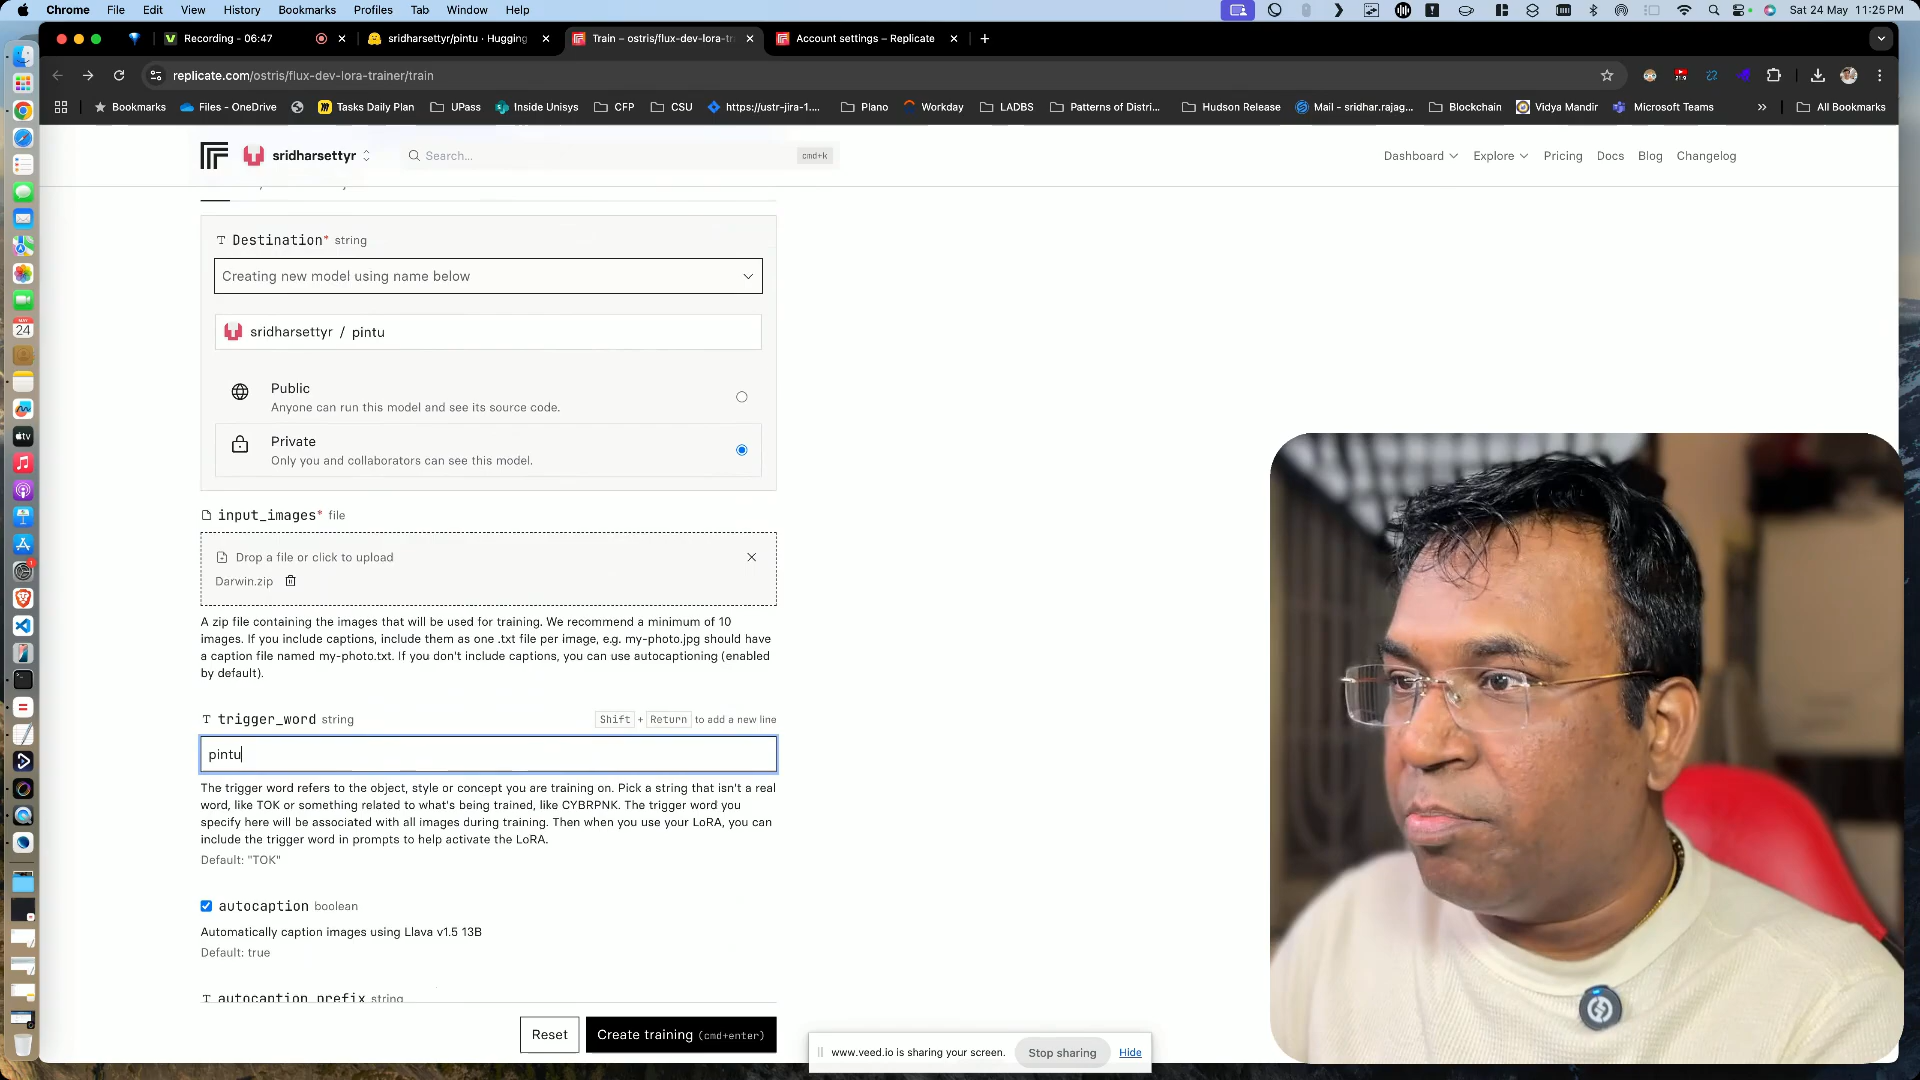 Chrome File Edit View History Bookmarks Profiles Tab Window Help
Sat 24 May 11:25 PM
Recording - 06:47
sridharsettyr/pintu · Hugging
Train – ostris/flux-dev-lora-tr
Account settings – Replicate
replicate.com/ostris/flux-dev-lora-trainer/train
Bookmarks Files - OneDrive Tasks Daily Plan UPass Inside Unisys CFP CSU https://ustr-jira-1.... Plano Workday LADBS Patterns of Distri... Hudson Release Mail - sridhar.rajag... Blockchain Vidya Mandir Microsoft Teams All Bookmarks
sridharsettyr
Search...
cmd+k
Dashboard Explore Pricing Docs Blog Changelog
Destination* string
Creating new model using name below
sridharsettyr / pintu
Public
Anyone can run this model and see its source code.
Private
Only you and collaborators can see this model.
input_images* file
Drop a file or click to upload
Darwin.zip
A zip file containing the images that will be used for training. We recommend a minimum of 10
images. If you include captions, include them as one .txt file per image, e.g. my-photo.jpg should have
a caption file named my-photo.txt. If you don't include captions, you can use autocaptioning (enabled
by default).
trigger_word string
Shift + Return to add a new line
pintu
The trigger word refers to the object, style or concept you are training on. Pick a string that isn't a real
word, like TOK or something related to what's being trained, like CYBRPNK. The trigger word you
specify here will be associated with all images during training. Then when you use your LoRA, you can
include the trigger word in prompts to help activate the LoRA.
Default: "TOK"
autocaption boolean
Automatically caption images using Llava v1.5 13B
Default: true
autocaption_prefix string
Reset
Create training (cmd+enter)
www.veed.io is sharing your screen.
Stop sharing
Hide